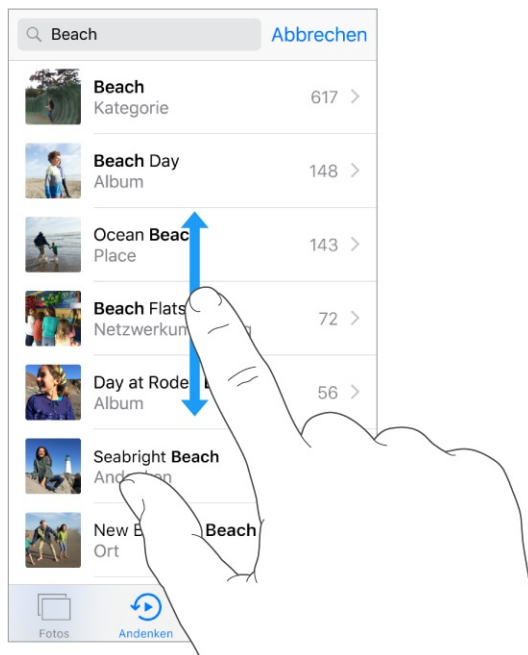 Beach
Abbrechen
Beach
Kategorie
617
Beach Day
Album
148
Ocean Beac
Place
143
Beach Flats
72
Day at Rode
Album
56
Seabright Beach
New Beach
Ort
Fotos
Andenken